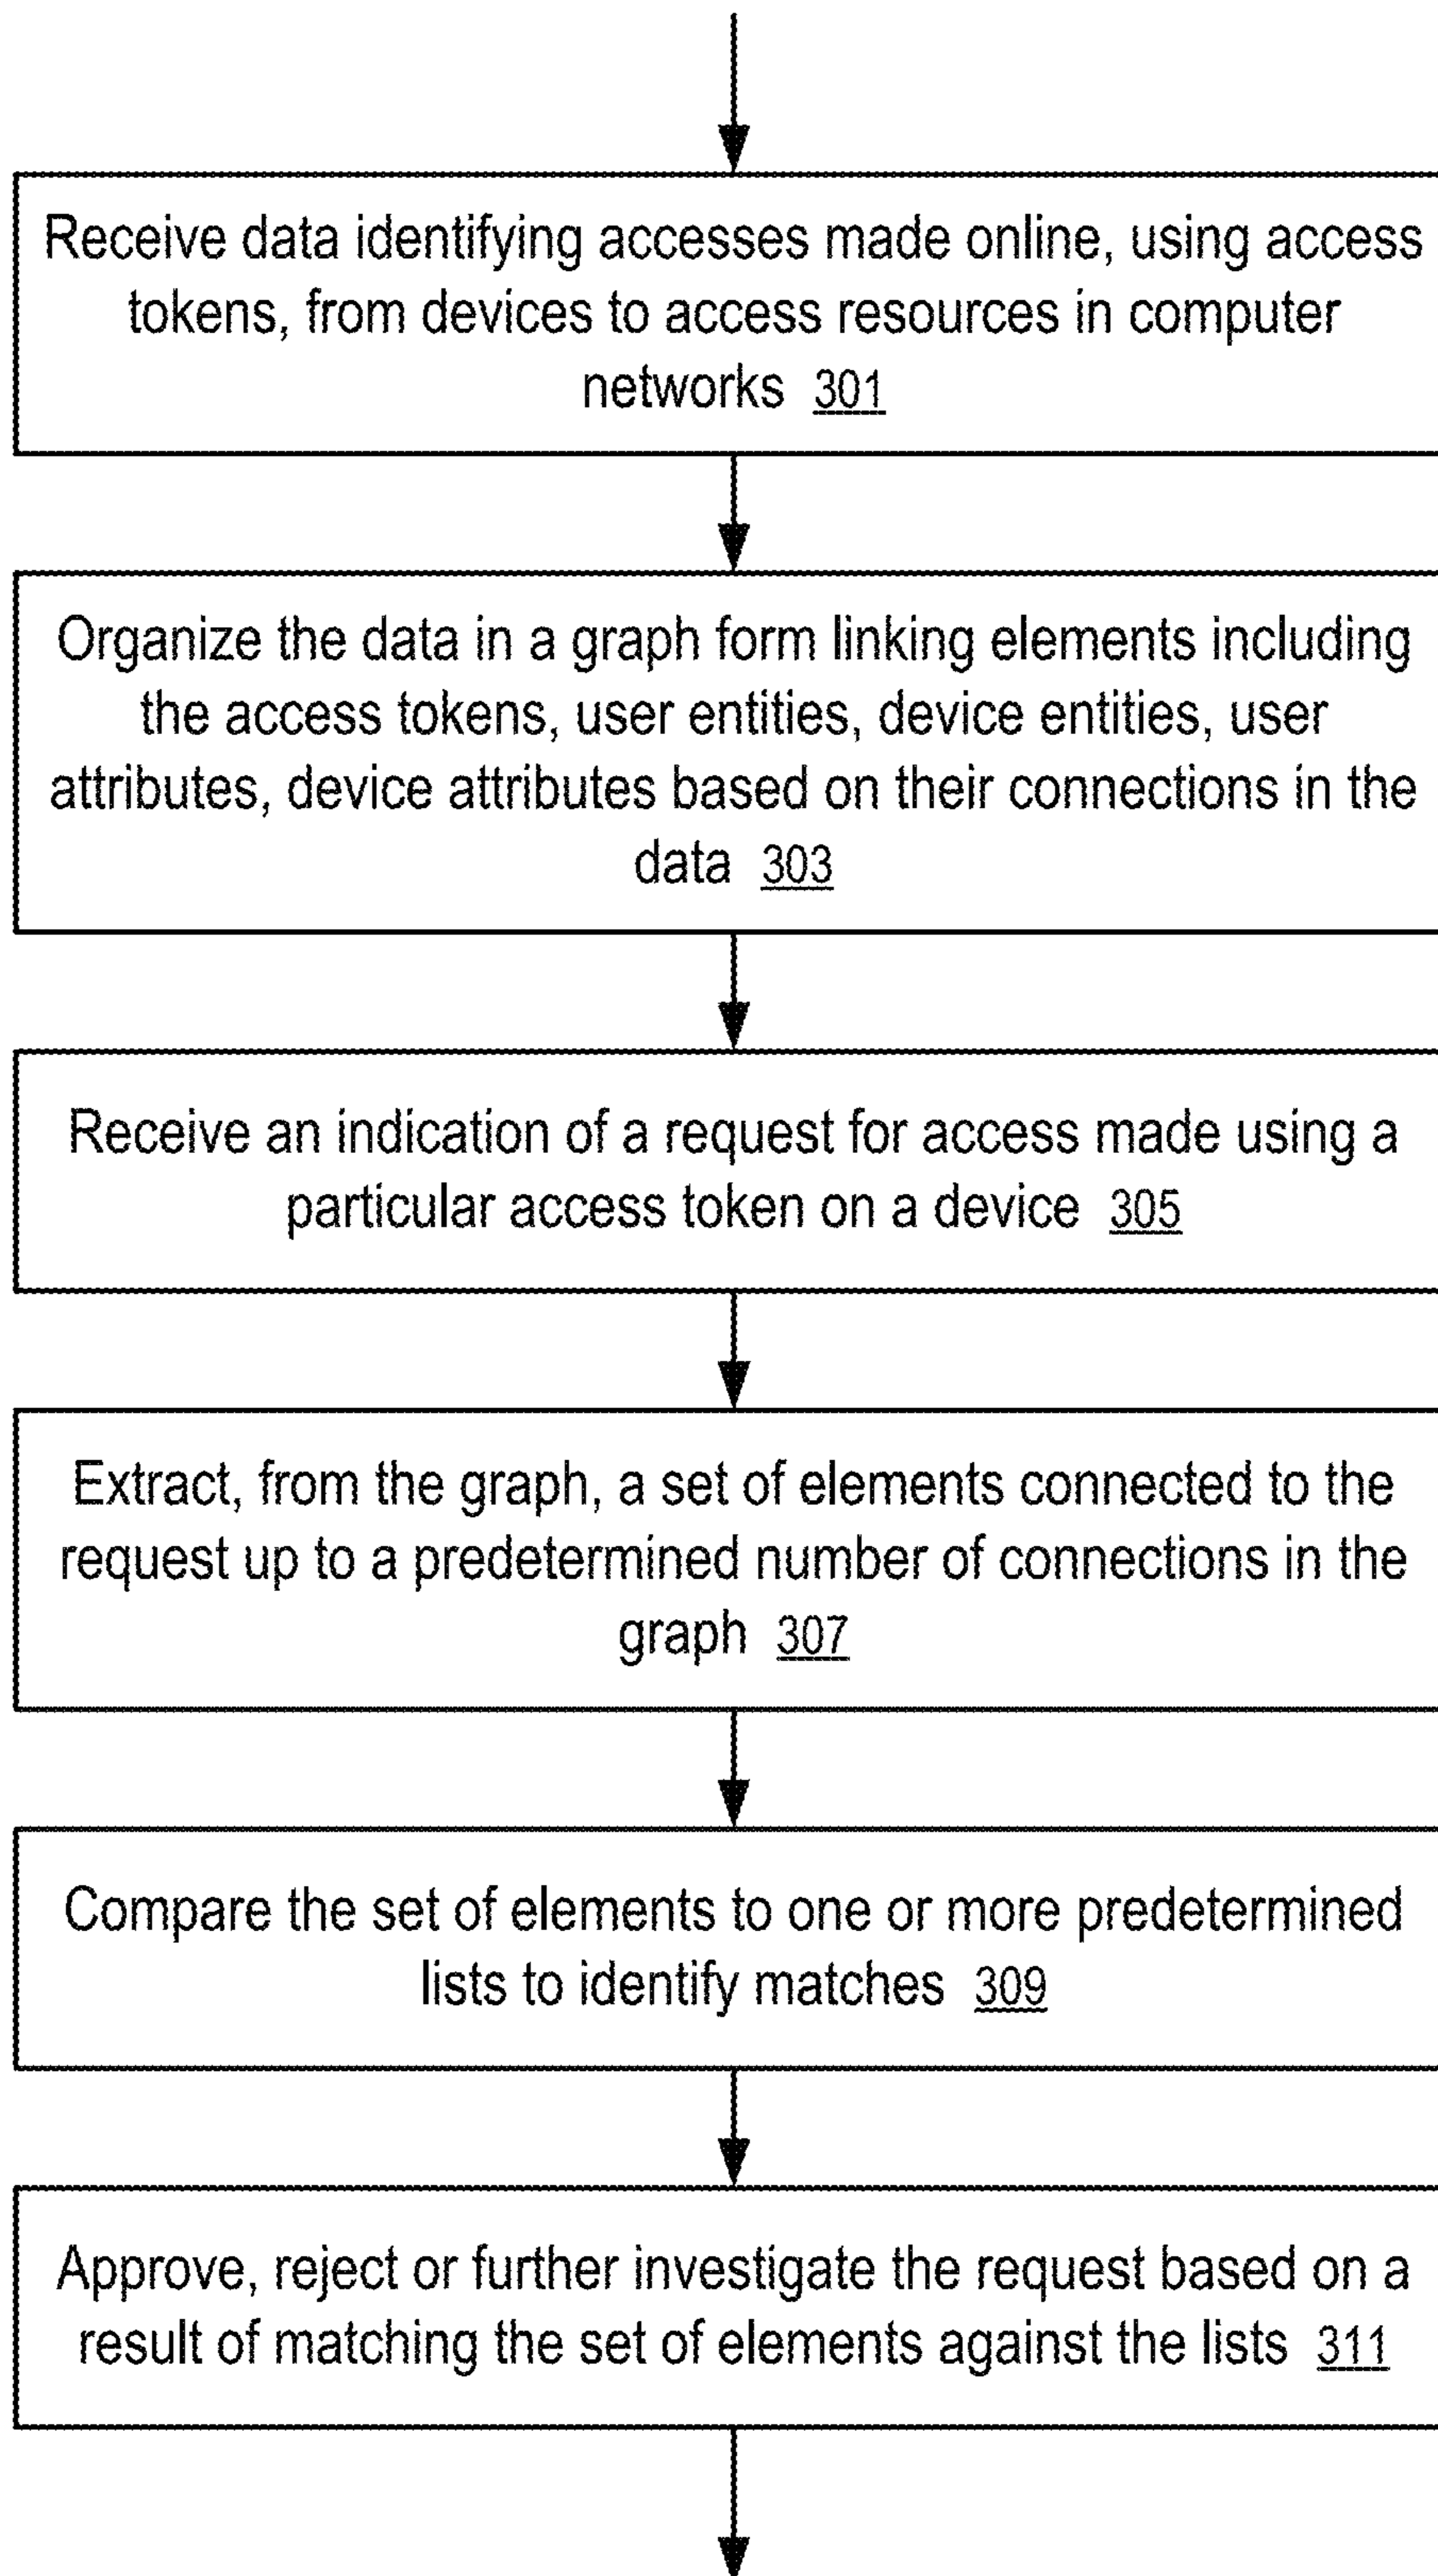 Receive data identifying accesses made online, using access
tokens, from devices to access resources in computer
networks 301
Organize the data in a graph form linking elements including
the access tokens, user entities, device entities, user
attributes, device attributes based on their connections in the
data 303
Receive an indication of a request for access made using a
particular access token on a device 305
Extract, from the graph, a set of elements connected to the
request up to a predetermined number of connections in the
graph 307
Compare the set of elements to one or more predetermined
lists to identify matches 309
Approve, reject or further investigate the request based on a
result of matching the set of elements against the lists 311